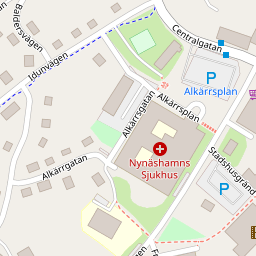 Baldersvägen
Idunvägen
Centralgatan
P
Alkärrsplan
Alkärrsplan
Alkärrsgatan
Alkärrgatan
Nynäshamns
Sjukhus
Stadshusgränd
P